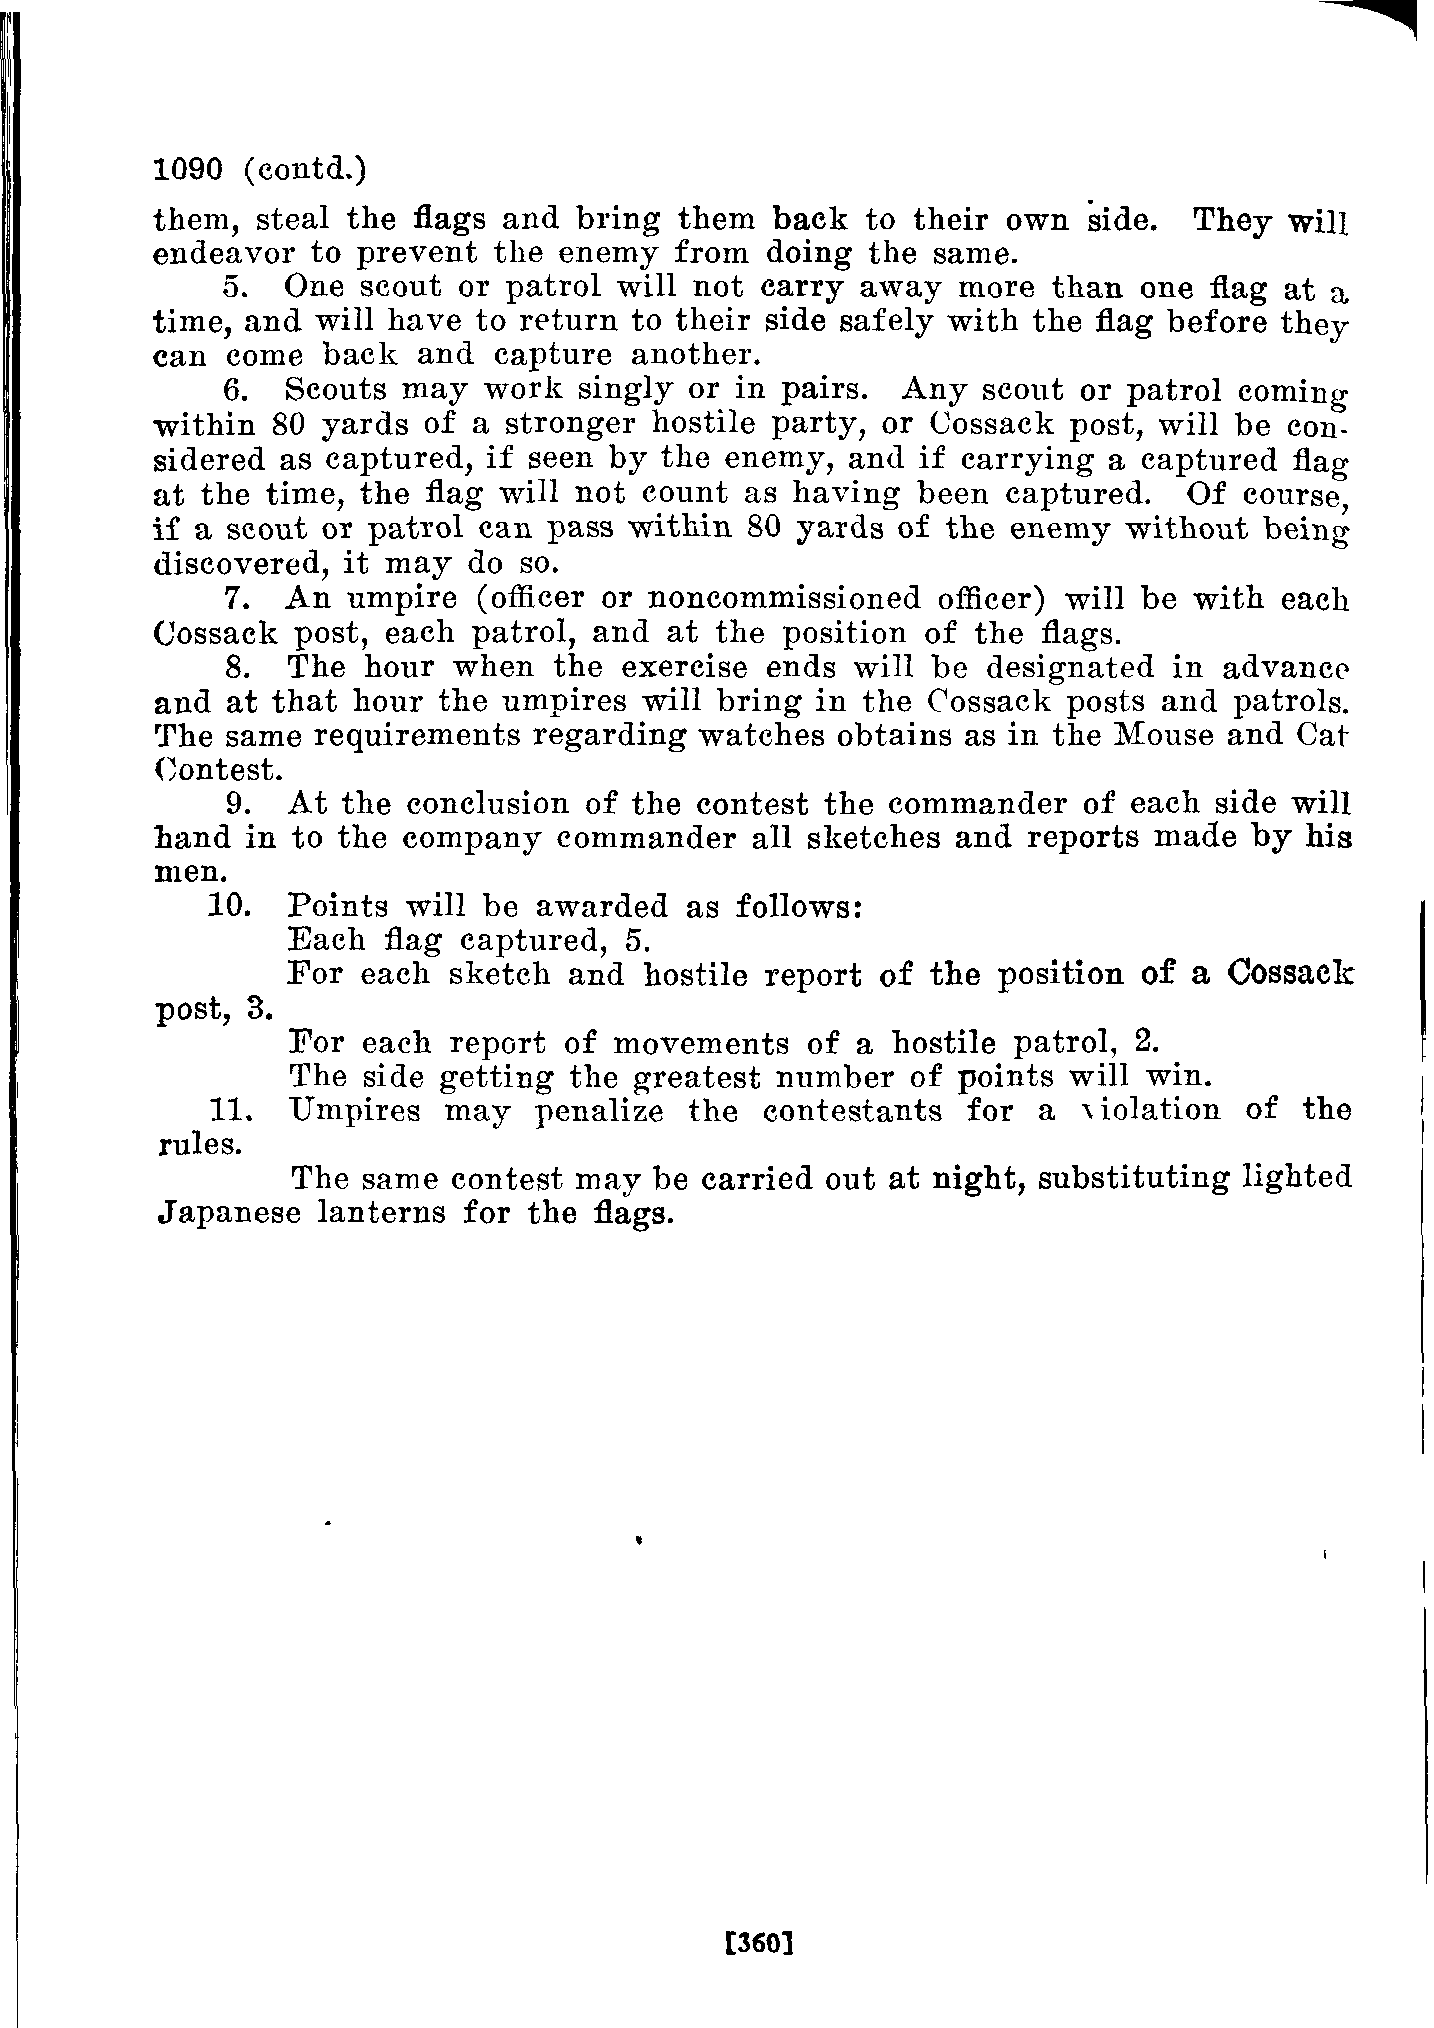 1090 (contd.)
them, steal the flags and bring them back to their own side. They will
endeavor to prevent the enemy from doing the same.
5. One scout or patrol will not carry away more than one flag at a
time, and will have to return to their side safely with the flag before they
can come back and capture another.
6. Scouts may work singly or in pairs. Any scout or patrol coming
within 80 yards of a stronger hostile party, or Cossack post, will be con-
sidered as captured, if seen by the enemy, and if carrying a captured flag
at the time, the flag will not count as having been captured. Of course,
if a scout or patrol can pass within 80 yards of the enemy without being
discovered, it may do so.
7. An umpire (officer or noncommissioned officer) will be with each
Cossack post, each patrol, and at the position of the flags.
8. The hour when the exercise ends will be designated in advance
and at that hour the umpires will bring in the Cossack posts and patrols.
The same requirements regarding watches obtains as in the Mouse and Cat
Contest.
9. At the conclusion of the contest the commander of each side will
hand in to the company commander all sketches and reports made by his
men.
10. Points will be awarded as follows:
Each flag captured, 5.
For each sketch and hostile report of the position of a Cossack
post, 3.
For each report of movements of a hostile patrol, 2.
The side getting the greatest number of points will win.
11. Umpires may penalize the contestants for a violation of the
rules.
The same contest may be carried out at night, substituting lighted
Japanese lanterns for the flags.
[360]